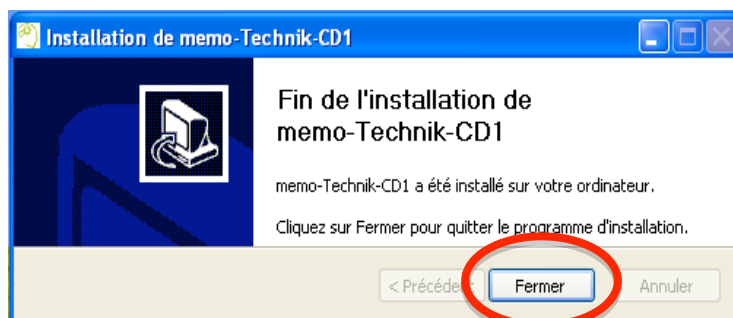 Installation de memo-Technik-CD1
Fin de l'installation de
memo-Technik-CD1
memo-Technik-CD1 a été installé sur votre ordinateur.
Cliquez sur Fermer pour quitter le programme d'installation.
< Précédent Fermer Annuler